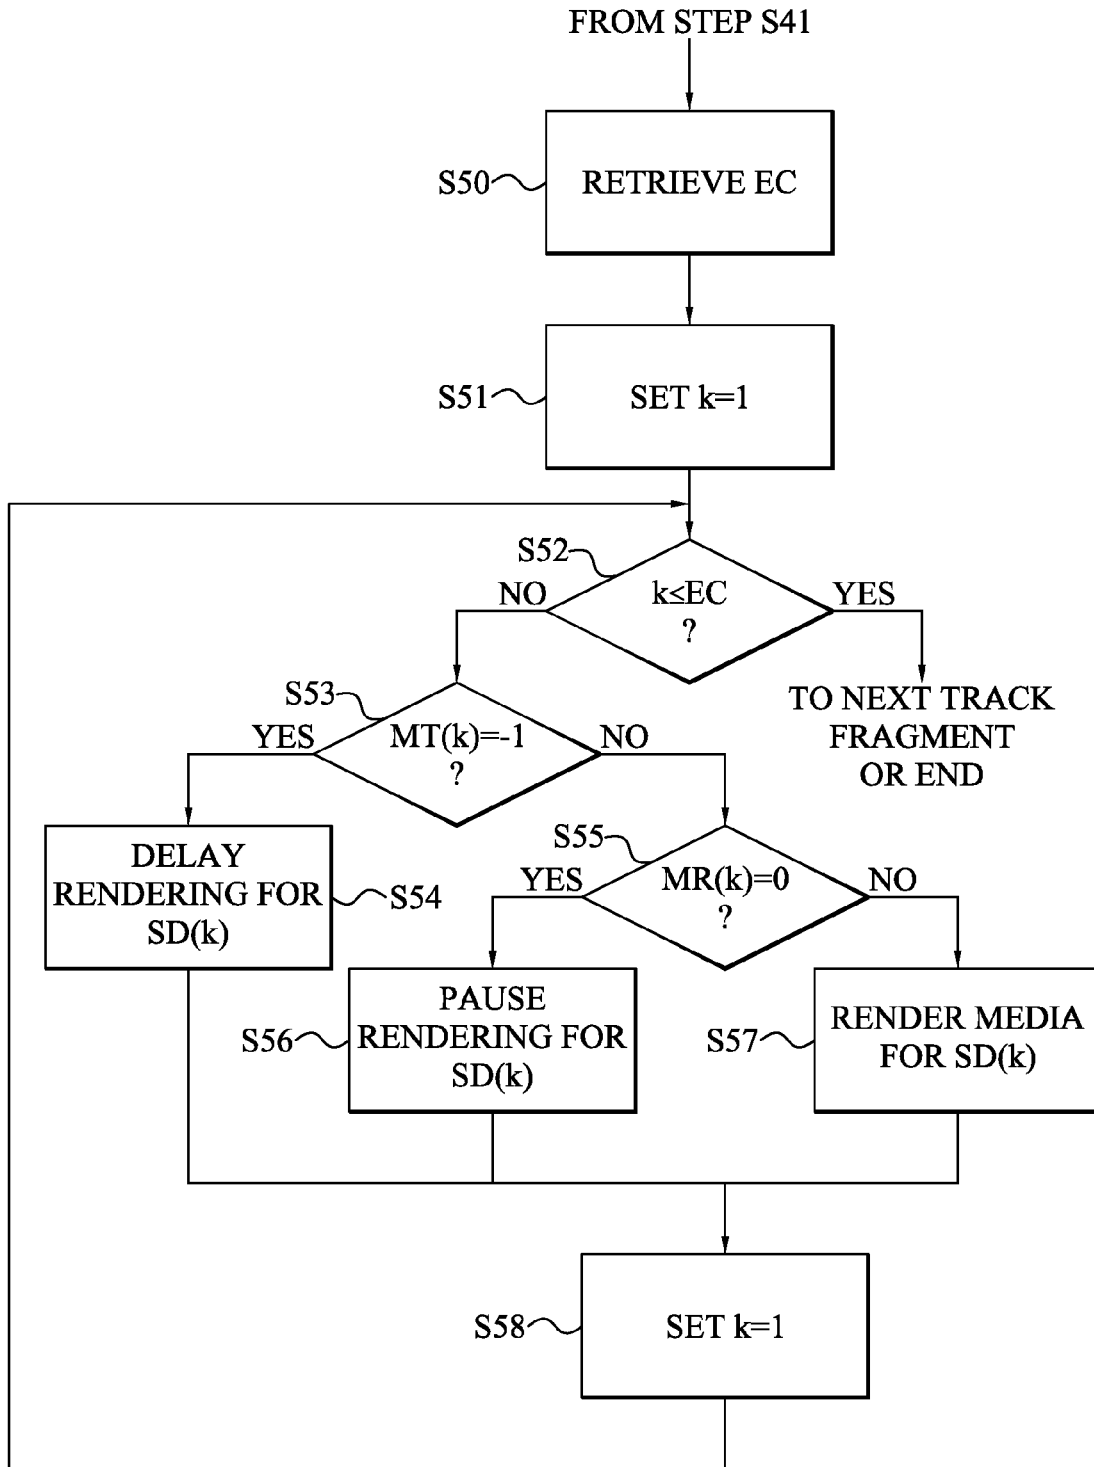 FROM STEP S41
S50
RETRIEVE EC
S51
SET k=1
S52
k≤EC
?
NO
YES
TO NEXT TRACK
FRAGMENT
OR END
S53
MT(k)=-1
?
YES
NO
DELAY
RENDERING FOR
SD(k)
S54
S55
MR(k)=0
?
YES
NO
PAUSE
RENDERING FOR
SD(k)
S56
S57
RENDER MEDIA
FOR SD(k)
S58
SET k=1